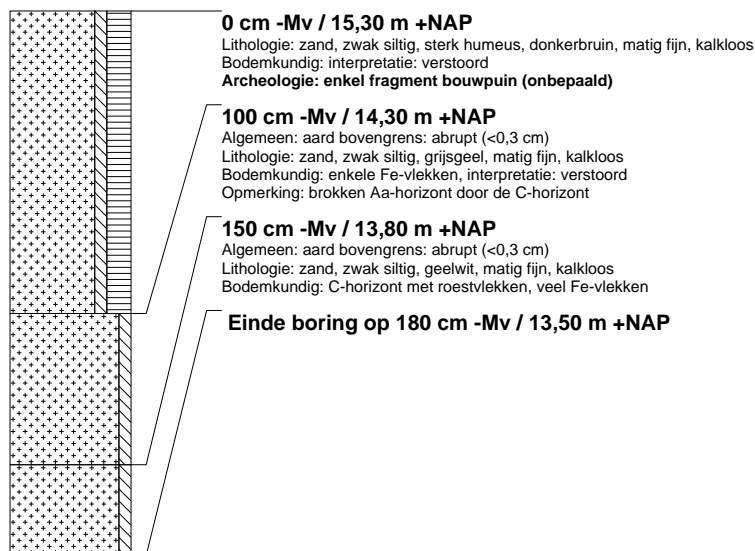 0 cm -Mv / 15,30 m +NAP
Lithologie: zand, zwak siltig, sterk humeus, donkerbruin, matig fijn, kalkloos
Bodemkundig: interpretatie: verstoord
Archeologie: enkel fragment bouwpuin (onbepaald)
100 cm -Mv / 14,30 m +NAP
Algemeen: aard bovengrens: abrupt (<0,3 cm)
Lithologie: zand, zwak siltig, grijsgeel, matig fijn, kalkloos
Bodemkundig: enkele Fe-vlekken, interpretatie: verstoord
Opmerking: brokken Aa-horizont door de C-horizont
150 cm -Mv / 13,80 m +NAP
Algemeen: aard bovengrens: abrupt (<0,3 cm)
Lithologie: zand, zwak siltig, geelwit, matig fijn, kalkloos
Bodemkundig: C-horizont met roestvlekken, veel Fe-vlekken
Einde boring op 180 cm -Mv / 13,50 m +NAP